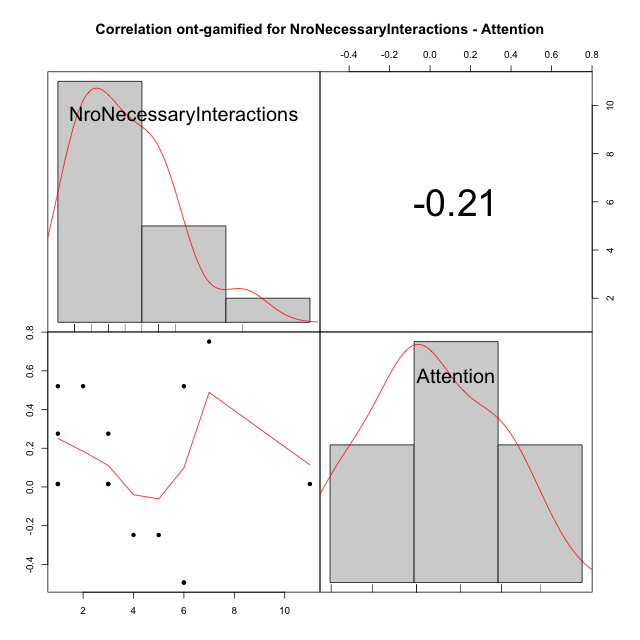 Correlation ont-gamified for NroNecessaryInteractions - Attention
-0.4 -0.2 0.0 0.2 0.4 0.6 0.8
NroNecessaryInteractions
-0.21
10
8
6
4
2
0.8
0.6
0.4
0.2
0.0
-0.2
-0.4
Attention
2 4 6 8 10